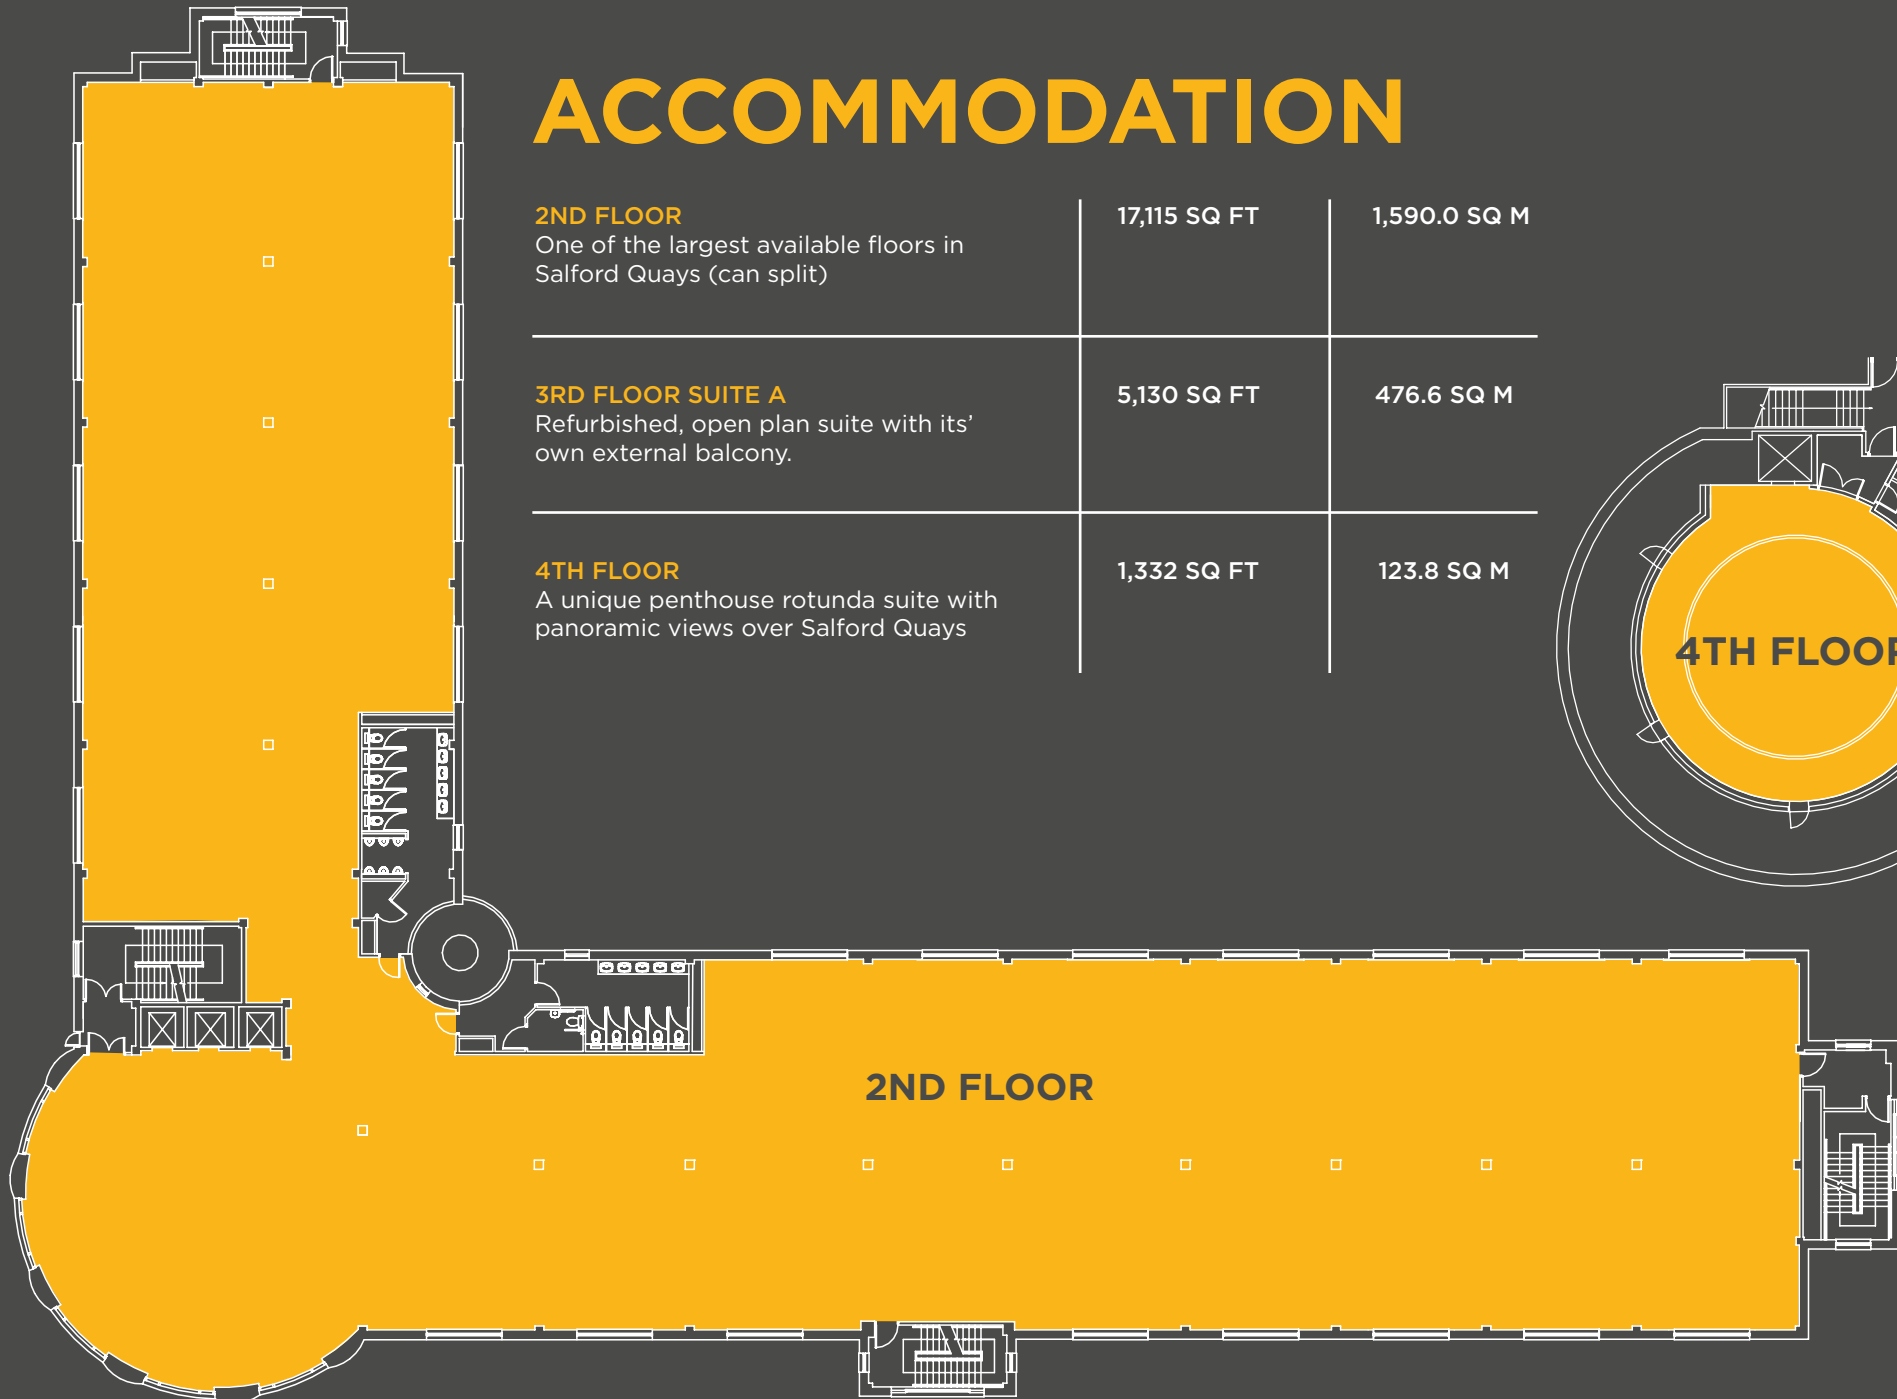 ACCOMMODATION
2ND FLOOR
One of the largest available floors in
Salford Quays (can split)
17,115 SQ FT
1,590.0 SQ M
3RD FLOOR SUITE A
Refurbished, open plan suite with its’
own external balcony.
5,130 SQ FT
476.6 SQ M
4TH FLOOR
A unique penthouse rotunda suite with
panoramic views over Salford Quays
1,332 SQ FT
123.8 SQ M
4TH FLOOR
2ND FLOOR